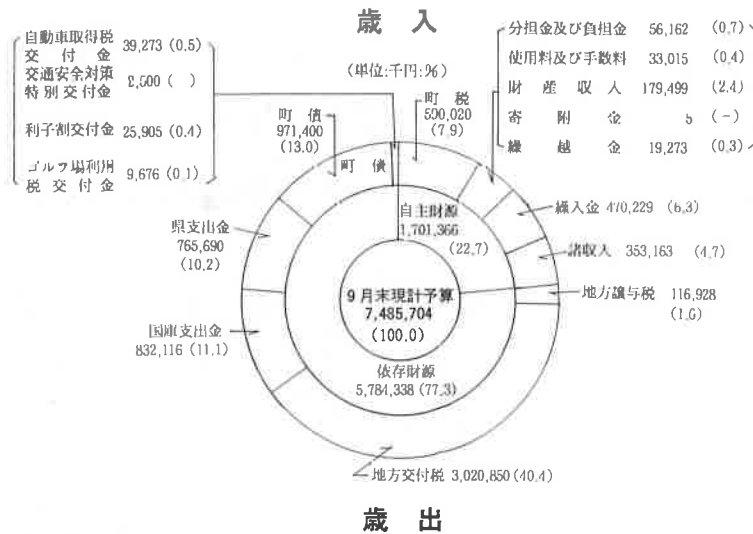 歳入
(単位:千円:%)
自動車取得税
交付金 39,273 (0.5)
交通安全対策
特別交付金 2,500 ( )
利子割交付金 25,905 (0.4)
ゴルフ場利用
税交付金 9,676 (0.1)
分担金及び負担金 56,162 (0.7)
使用料及び手数料 33,015 (0.4)
財産収入 179,499 (2.4)
寄附金 5 (-)
繰越金 19,273 (0.3)
町債
971,400
(13.0)
町債
町税
590,020
(7.9)
自主財源
1,701,366
(22.7)
繰入金 470,229 (6.3)
諸収入 353,163 (4.7)
地方譲与税 116,928
(1.6)
県支出金
765,690
(10.2)
国庫支出金
832,116 (11.1)
9月末現計予算
7,485,704
(100.0)
依存財源
5,784,338 (77.3)
地方交付税 3,020,850 (40.4)
歳出